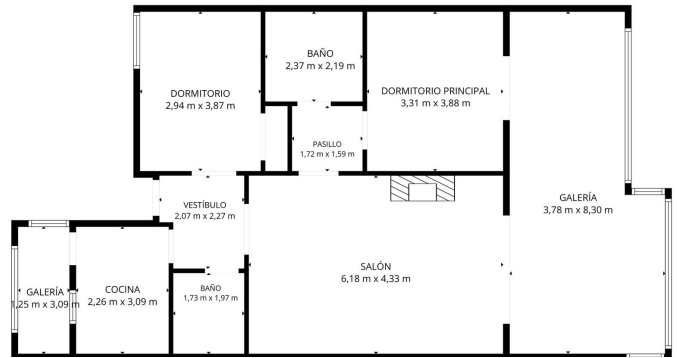 BAÑO
2,37 m x 2,19 m
DORMITORIO
2,94 m x 3,87 m
DORMITORIO PRINCIPAL
3,31 m x 3,88 m
PASILLO
1,72 m x 1,59 m
VESTÍBULO
2,07 m x 2,27 m
GALERÍA
3,78 m x 8,30 m
SALÓN
6,18 m x 4,33 m
GALERÍA
1,25 m x 3,09 m
COCINA
2,26 m x 3,09 m
BAÑO
1,73 m x 1,97 m